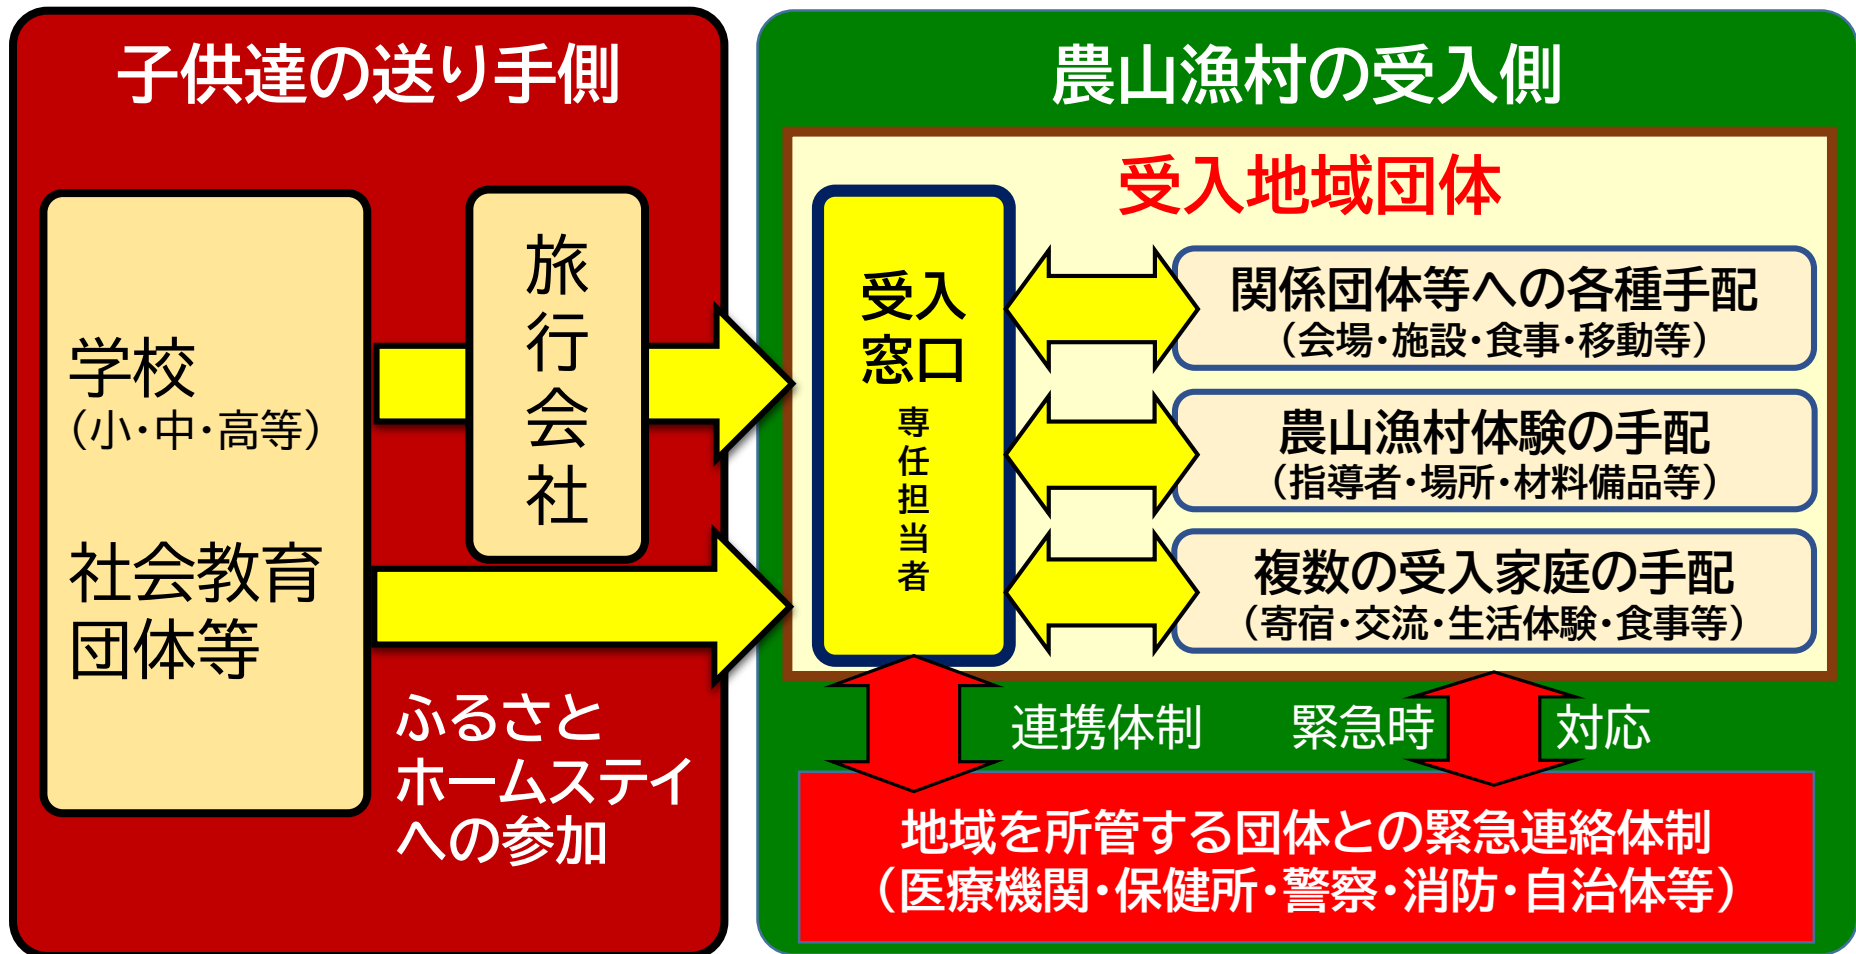 子供達の送り手側
学校
（小・中・高等）
社会教育
団体等
旅行会社
ふるさと
ホームステイ
への参加
農山漁村の受入側
受入地域団体
受入
窓口
専任担当者
関係団体等への各種手配
（会場・施設・食事・移動等）
農山漁村体験の手配
（指導者・場所・材料備品等）
複数の受入家庭の手配
（寄宿・交流・生活体験・食事等）
連携体制
緊急時
対応
地域を所管する団体との緊急連絡体制
（医療機関・保健所・警察・消防・自治体等）